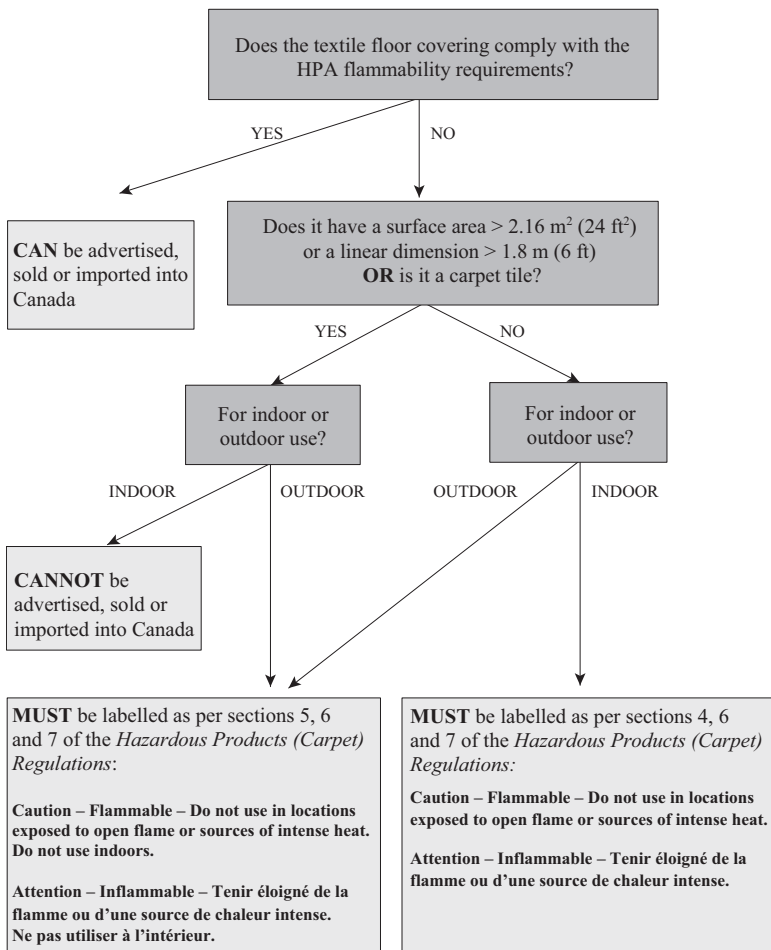 Does the textile floor covering comply with the
HPA flammability requirements?
YES
NO
CAN be advertised,
sold or imported into
Canada
Does it have a surface area > 2.16 m² (24 ft²)
or a linear dimension > 1.8 m (6 ft)
OR is it a carpet tile?
YES
NO
For indoor or
outdoor use?
For indoor or
outdoor use?
INDOOR
OUTDOOR
OUTDOOR
INDOOR
CANNOT be
advertised, sold or
imported into Canada
MUST be labelled as per sections 5, 6
and 7 of the Hazardous Products (Carpet)
Regulations:
Caution – Flammable – Do not use in locations
exposed to open flame or sources of intense heat.
Do not use indoors.
Attention – Inflammable – Tenir éloigné de la
flamme ou d’une source de chaleur intense.
Ne pas utiliser à l’intérieur.
MUST be labelled as per sections 4, 6
and 7 of the Hazardous Products (Carpet)
Regulations:
Caution – Flammable – Do not use in locations
exposed to open flame or sources of intense heat.
Attention – Inflammable – Tenir éloigné de la
flamme ou d’une source de chaleur intense.